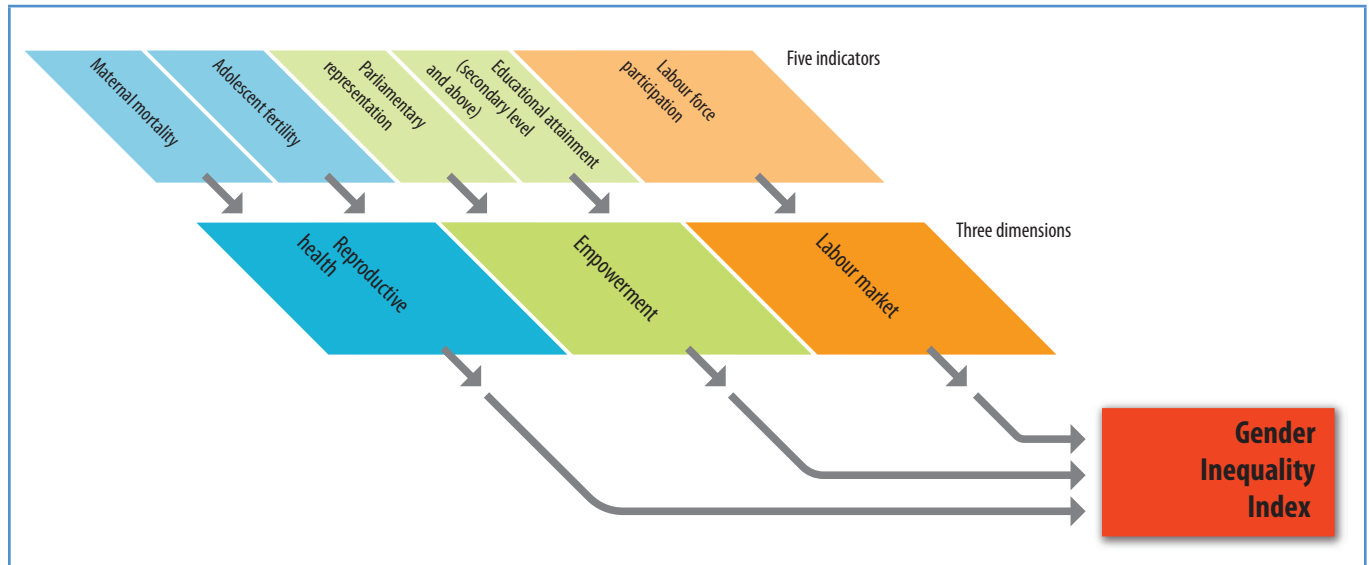 Maternal mortality
Adolescent fertility
Parliamentary
representation
Educational attainment
(secondary level
and above)
Labour force
participation
Five indicators
Reproductive
health
Empowerment
Labour market
Three dimensions
Gender
Inequality
Index